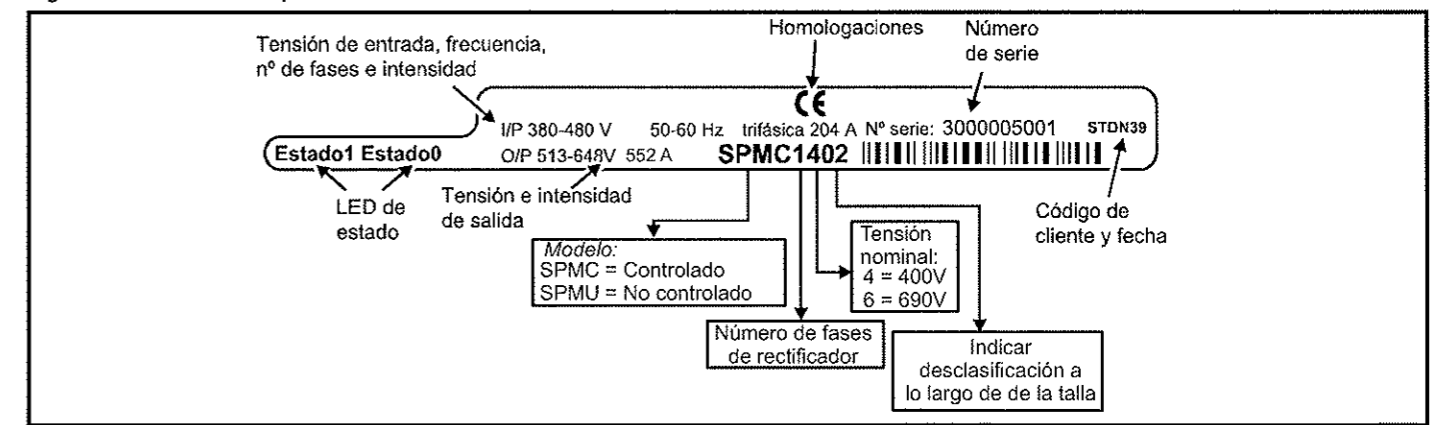 Tensión de entrada, frecuencia,
nº de fases e intensidad
Homologaciones
Número
de serie
CE
I/P 380-480 V 50-60 Hz trifásica 204 A Nº serie: 3000005001 STDN39
Estado1 Estado0 O/P 513-648V 552 A SPMC1402
LED de
estado
Tensión e intensidad
de salida
Código de
cliente y fecha
Modelo:
SPMC = Controlado
SPMU = No controlado
Tensión
nominal:
4 = 400V
6 = 690V
Número de fases
de rectificador
Indicar
desclasificación a
lo largo de de la talla